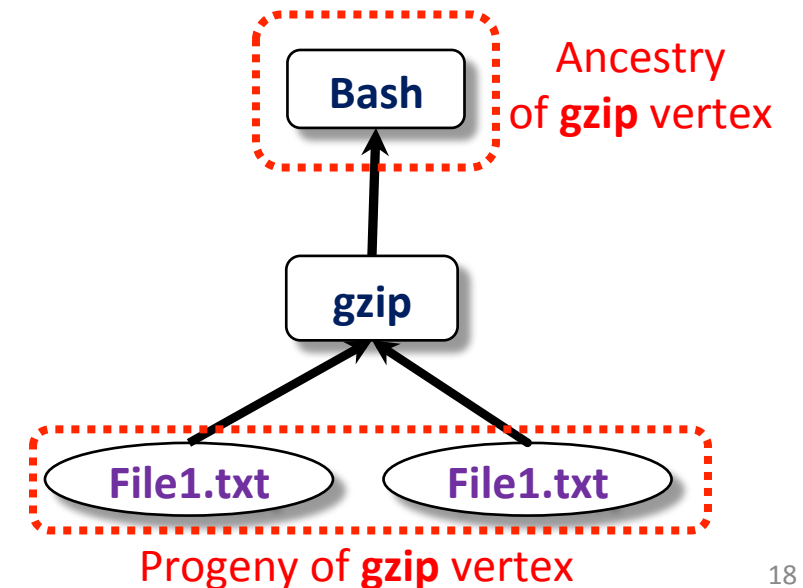 Bash
Ancestry
of gzip vertex
gzip
File1.txt File1.txt
Progeny of gzip vertex
18